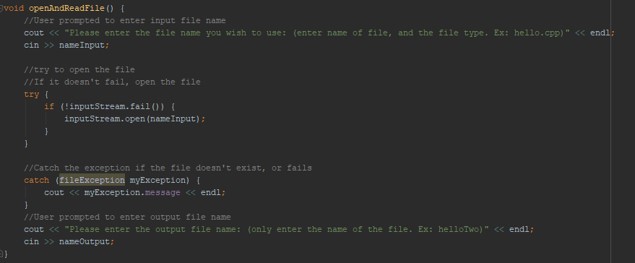 void openAndReadFile() {
//User prompted to enter input file name
cout << "Please enter the file name you wish to use: (enter name of file, and the file type. Ex: hello.cpp)" << endl;
cin >> nameInput;
//try to open the file
//If it doesn't fail, open the file
try {
if (!inputStream.fail()) {
inputStream.open(nameInput);
}
}
//Catch the exception if the file doesn't exist, or fails
catch (fileException myException) {
cout << myException.message << endl;
}
//User prompted to enter output file name
cout << "Please enter the output file name: (only enter the name of the file. Ex: helloTwo)" << endl;
cin >> nameOutput;
}